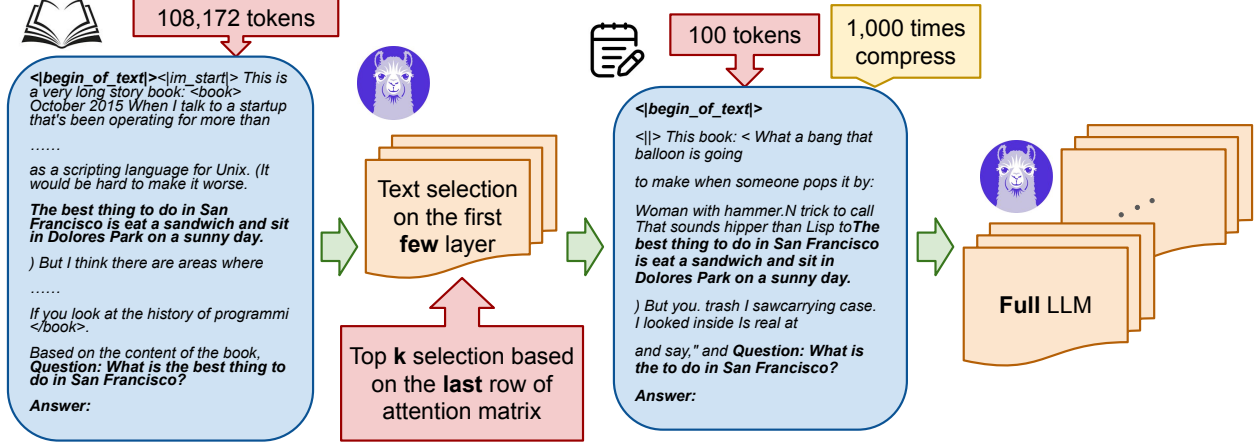 108,172 tokens
<|begin_of_text|><|im_start|> This is
a very long story book: <book>
October 2015 When I talk to a startup
that's been operating for more than
......
as a scripting language for Unix. (It
would be hard to make it worse.
The best thing to do in San
Francisco is eat a sandwich and sit
in Dolores Park on a sunny day.
) But I think there are areas where
......
If you look at the history of programmi
</book>.
Based on the content of the book,
Question: What is the best thing to
do in San Francisco?
Answer:
Text selection
on the first
few layer
Top k selection based
on the last row of
attention matrix
100 tokens
1,000 times
compress
<|begin_of_text|>
<||> This book: < What a bang that
balloon is going
to make when someone pops it by:
Woman with hammer.N trick to call
That sounds hipper than Lisp toThe
best thing to do in San Francisco
is eat a sandwich and sit in
Dolores Park on a sunny day.
) But you. trash I sawcarrying case.
I looked inside Is real at
and say," and Question: What is
the to do in San Francisco?
Answer:
...
Full LLM